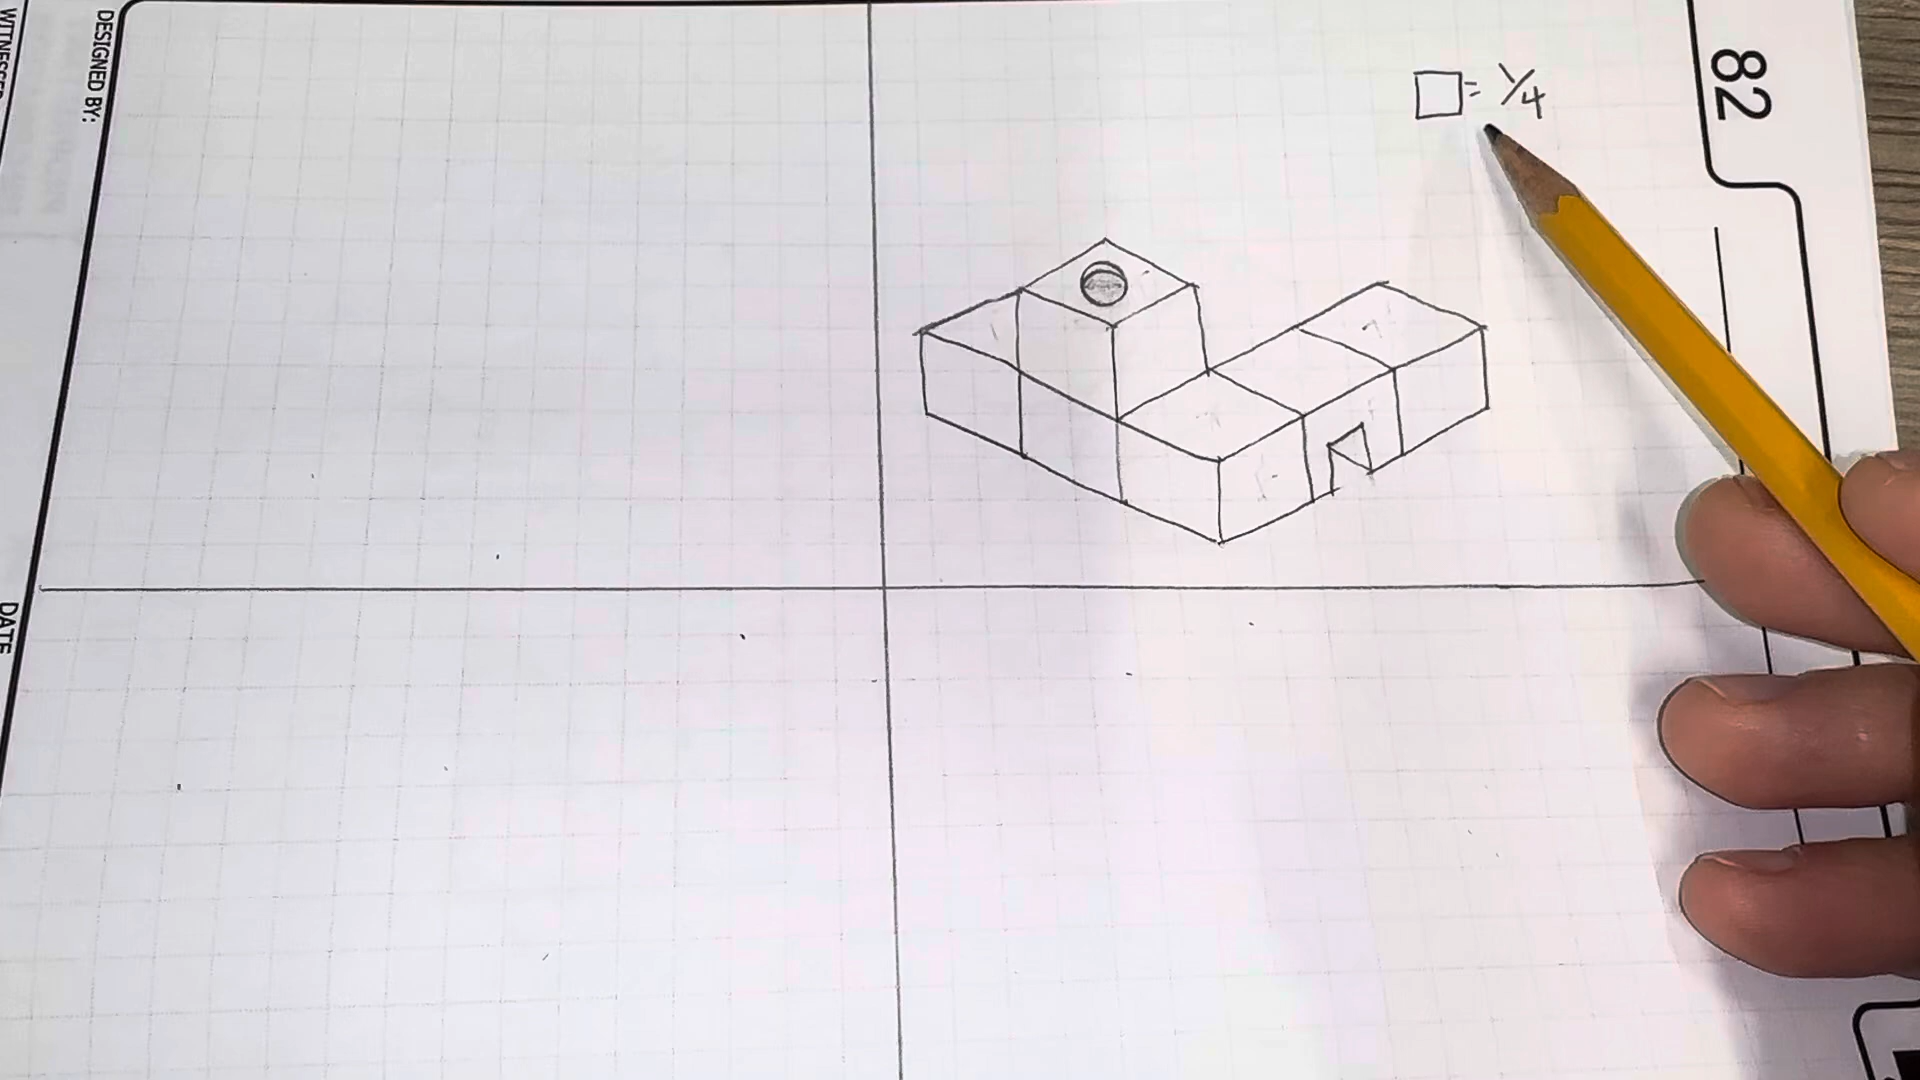 WITNESSED
DESIGNED BY:
DATE
□ = 1/4
82